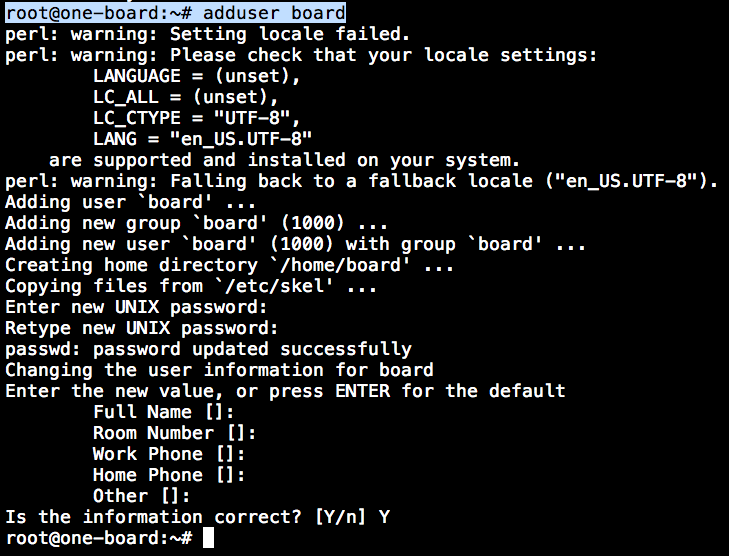 root@one-board:~# adduser board
perl: warning: Setting locale failed.
perl: warning: Please check that your locale settings:
        LANGUAGE = (unset),
        LC_ALL = (unset),
        LC_CTYPE = "UTF-8",
        LANG = "en_US.UTF-8"
    are supported and installed on your system.
perl: warning: Falling back to a fallback locale ("en_US.UTF-8").
Adding user `board' ...
Adding new group `board' (1000) ...
Adding new user `board' (1000) with group `board' ...
Creating home directory `/home/board' ...
Copying files from `/etc/skel' ...
Enter new UNIX password:
Retype new UNIX password:
passwd: password updated successfully
Changing the user information for board
Enter the new value, or press ENTER for the default
        Full Name []:
        Room Number []:
        Work Phone []:
        Home Phone []:
        Other []:
Is the information correct? [Y/n] Y
root@one-board:~#